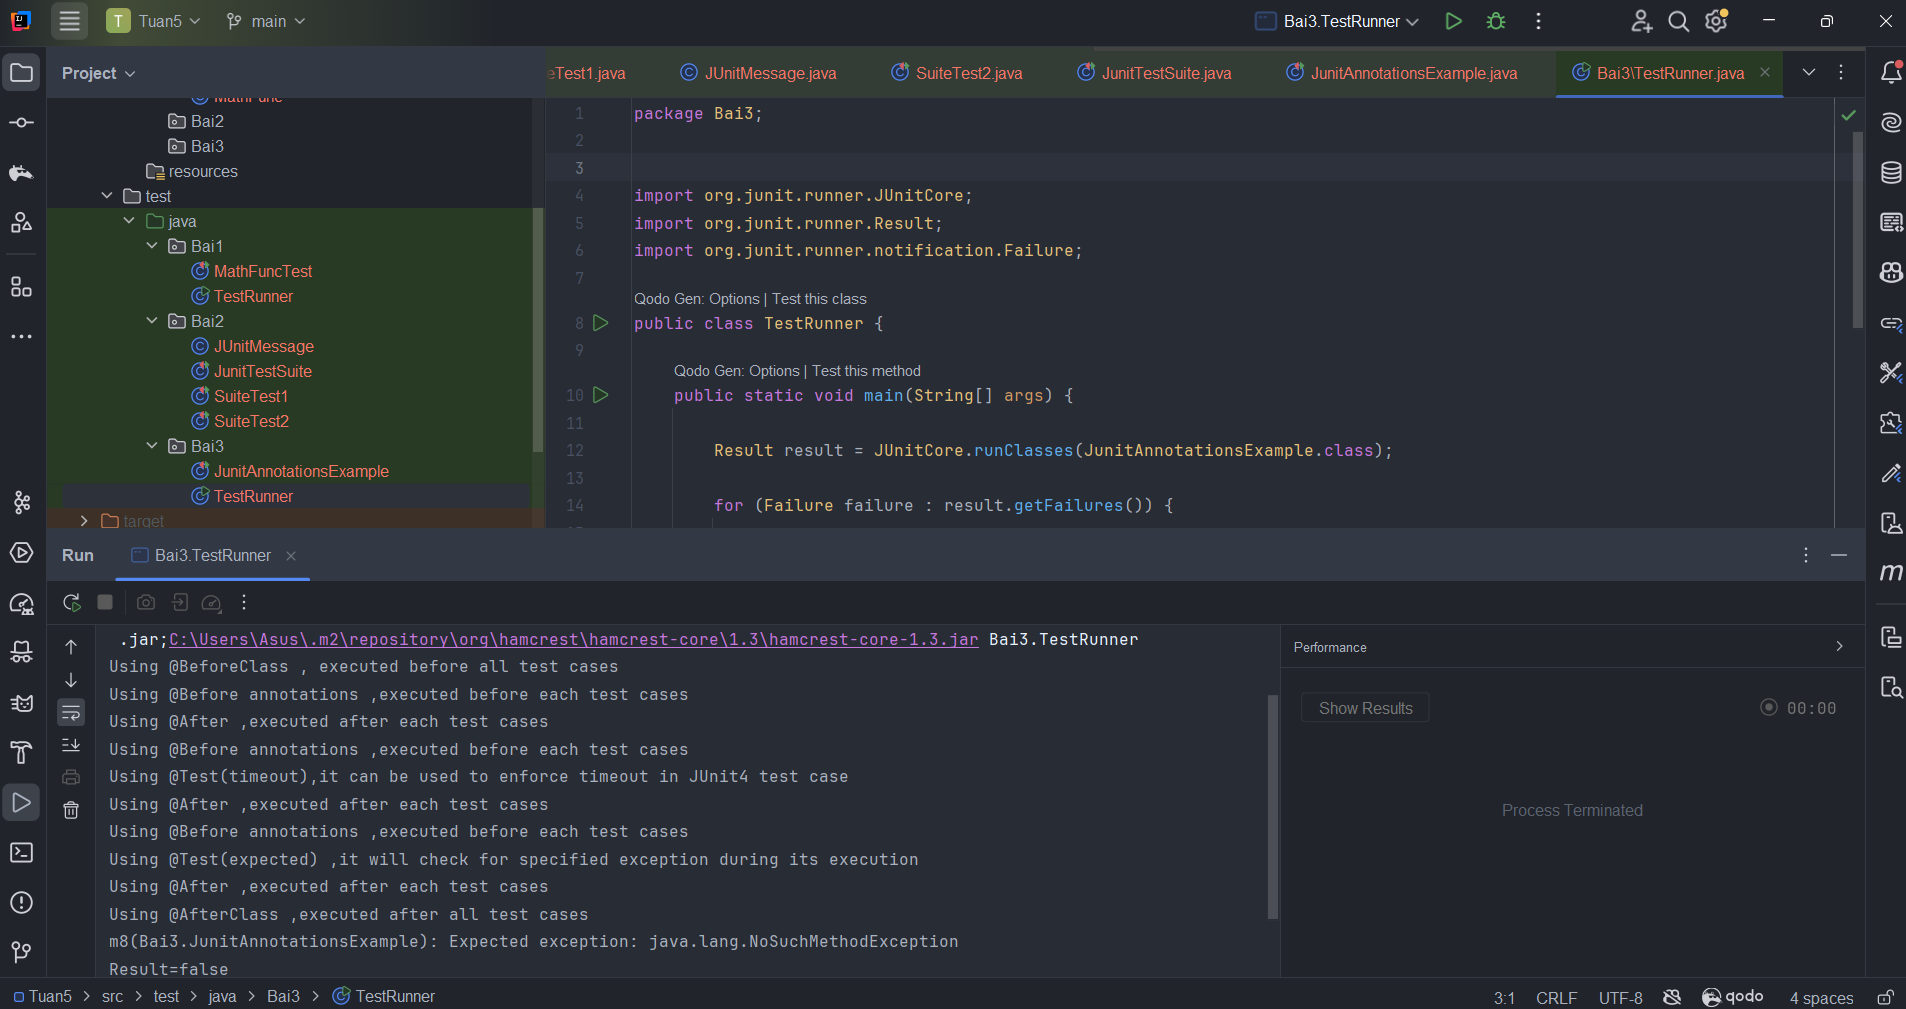 T Tuan5 main Bai3.TestRunner
Project
eTest1.java JUnitMessage.java SuiteTest2.java JunitTestSuite.java JunitAnnotationsExample.java Bai3\TestRunner.java
MathFunc
Bai2
Bai3
resources
test
java
Bai1
MathFuncTest
TestRunner
Bai2
JUnitMessage
JunitTestSuite
SuiteTest1
SuiteTest2
Bai3
JunitAnnotationsExample
TestRunner
target
1 package Bai3;
2
3
4 import org.junit.runner.JUnitCore;
5 import org.junit.runner.Result;
6 import org.junit.runner.notification.Failure;
7
Qodo Gen: Options | Test this class
8 public class TestRunner {
9
Qodo Gen: Options | Test this method
10 public static void main(String[] args) {
11
12 Result result = JUnitCore.runClasses(JunitAnnotationsExample.class);
13
14 for (Failure failure : result.getFailures()) {
Run Bai3.TestRunner
.jar;C:\Users\Asus\.m2\repository\org\hamcrest\hamcrest-core\1.3\hamcrest-core-1.3.jar Bai3.TestRunner
Using @BeforeClass , executed before all test cases
Using @Before annotations ,executed before each test cases
Using @After ,executed after each test cases
Using @Before annotations ,executed before each test cases
Using @Test(timeout),it can be used to enforce timeout in JUnit4 test case
Using @After ,executed after each test cases
Using @Before annotations ,executed before each test cases
Using @Test(expected) ,it will check for specified exception during its execution
Using @After ,executed after each test cases
Using @AfterClass ,executed after all test cases
m8(Bai3.JunitAnnotationsExample): Expected exception: java.lang.NoSuchMethodException
Result=false
Performance
Show Results 00:00
Process Terminated
Tuan5 > src > test > java > Bai3 > TestRunner
3:1 CRLF UTF-8 qodo 4 spaces